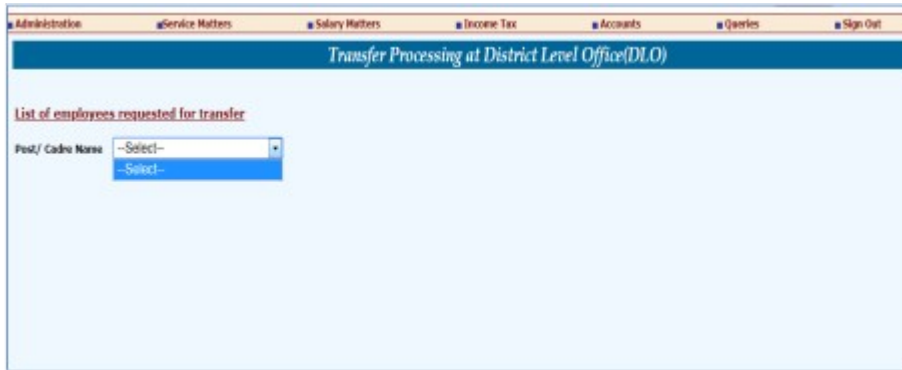 Administration Service Matters Salary Matters Income Tax Accounts Queries Sign Out
Transfer Processing at District Level Office(DLO)
List of employees requested for transfer
Post/ Cadre Name --Select--
--Select--